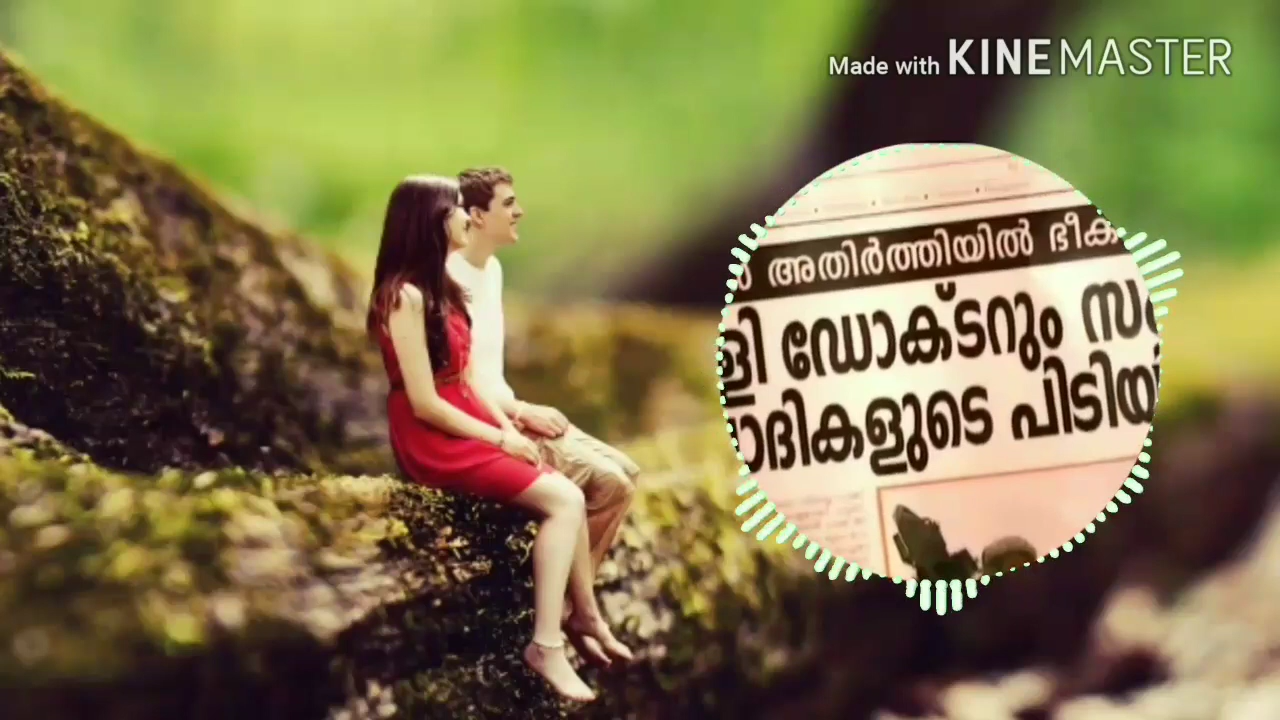 Made with KINEMASTER
അതിർത്തിയിൽ ഭീക
ളി ഡോക്ടറും സം
ാദികളുടെ പിടിയ